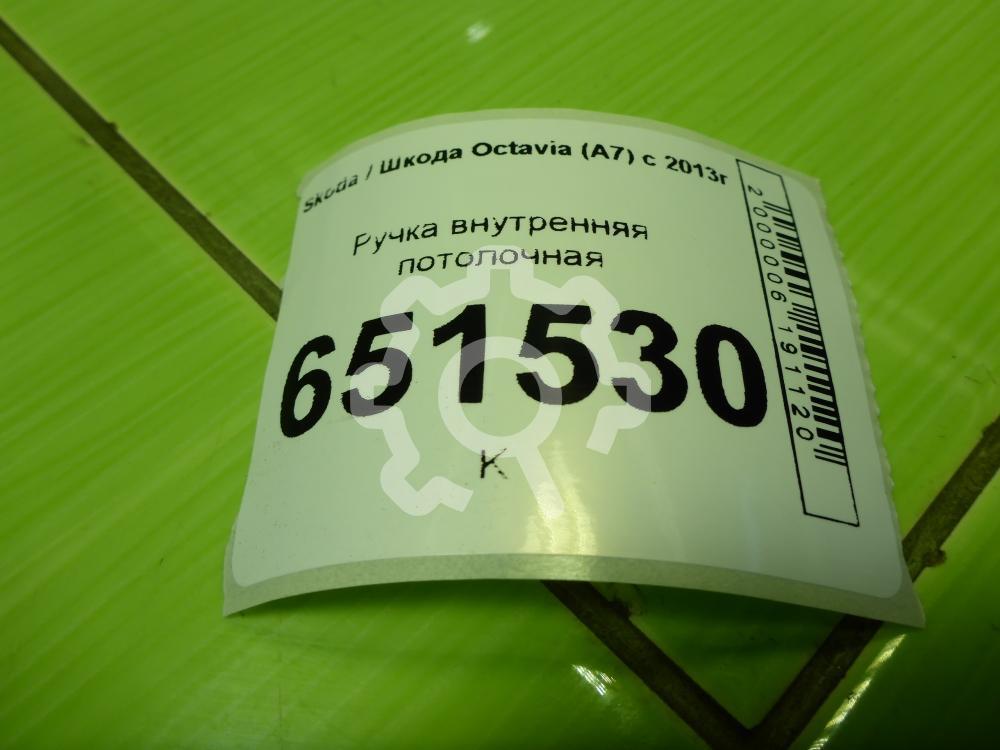 Skoda / Шкода Octavia (A7) с 2013г
Ручка внутренняя
потолочная
651530
К
2000006191120